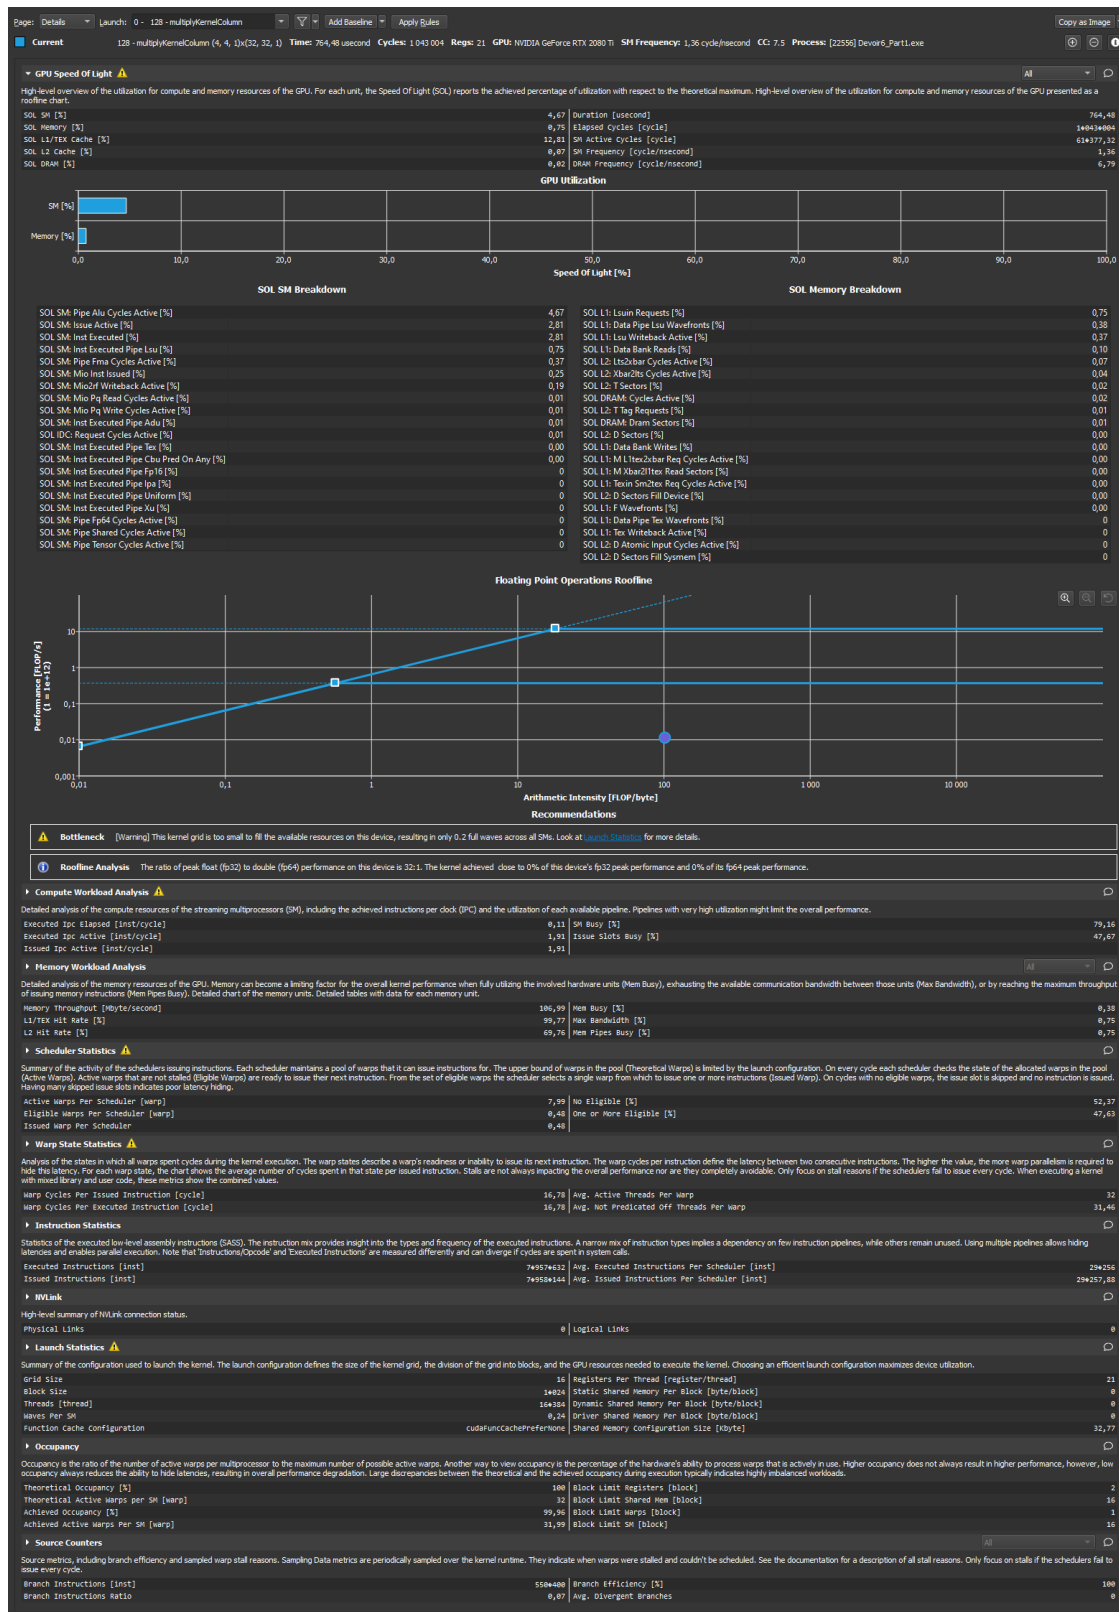 Page: Details Launch: 0 - 128 - multiplyKernelColumn Add Baseline Apply Rules Copy as Image
Current 128 - multiplyKernelColumn (4, 4, 1)x(32, 32, 1) Time: 764,48 usecond Cycles: 1 043 004 Regs: 21 GPU: NVIDIA GeForce RTX 2080 Ti SM Frequency: 1,36 cycle/nsecond CC: 7.5 Process: [22556] Devoir6_Part1.exe
GPU Speed Of Light All
High-level overview of the utilization for compute and memory resources of the GPU. For each unit, the Speed Of Light (SOL) reports the achieved percentage of utilization with respect to the theoretical maximum. High-level overview of the utilization for compute and memory resources of the GPU presented as a
roofline chart.
SOL SM [%] 4,67 Duration [usecond] 764,48
SOL Memory [%] 0,75 Elapsed Cycles [cycle] 1♦043♦004
SOL L1/TEX Cache [%] 12,81 SM Active Cycles [cycle] 61♦377,32
SOL L2 Cache [%] 0,07 SM Frequency [cycle/nsecond] 1,36
SOL DRAM [%] 0,02 DRAM Frequency [cycle/nsecond] 6,79
GPU Utilization
SM [%]
Memory [%]
0,0 10,0 20,0 30,0 40,0 50,0 60,0 70,0 80,0 90,0 100,0
Speed Of Light [%]
SOL SM Breakdown SOL Memory Breakdown
SOL SM: Pipe Alu Cycles Active [%] 4,67 SOL L1: Lsuin Requests [%] 0,75
SOL SM: Issue Active [%] 2,81 SOL L1: Data Pipe Lsu Wavefronts [%] 0,38
SOL SM: Inst Executed [%] 2,81 SOL L1: Lsu Writeback Active [%] 0,37
SOL SM: Inst Executed Pipe Lsu [%] 0,75 SOL L1: Data Bank Reads [%] 0,10
SOL SM: Pipe Fma Cycles Active [%] 0,37 SOL L2: Lts2xbar Cycles Active [%] 0,07
SOL SM: Mio Inst Issued [%] 0,25 SOL L2: Xbar2lts Cycles Active [%] 0,04
SOL SM: Mio2rf Writeback Active [%] 0,19 SOL L2: T Sectors [%] 0,02
SOL SM: Mio Pq Read Cycles Active [%] 0,01 SOL DRAM: Cycles Active [%] 0,02
SOL SM: Mio Pq Write Cycles Active [%] 0,01 SOL L2: T Tag Requests [%] 0,01
SOL SM: Inst Executed Pipe Adu [%] 0,01 SOL DRAM: Dram Sectors [%] 0,01
SOL IDC: Request Cycles Active [%] 0,01 SOL L2: D Sectors [%] 0,00
SOL SM: Inst Executed Pipe Tex [%] 0,00 SOL L1: Data Bank Writes [%] 0,00
SOL SM: Inst Executed Pipe Cbu Pred On Any [%] 0,00 SOL L1: M L1tex2xbar Req Cycles Active [%] 0,00
SOL SM: Inst Executed Pipe Fp16 [%] 0 SOL L1: M Xbar2l1tex Read Sectors [%] 0,00
SOL SM: Inst Executed Pipe Ipa [%] 0 SOL L1: Texin Sm2tex Req Cycles Active [%] 0,00
SOL SM: Inst Executed Pipe Uniform [%] 0 SOL L2: D Sectors Fill Device [%] 0,00
SOL SM: Inst Executed Pipe Xu [%] 0 SOL L1: F Wavefronts [%] 0,00
SOL SM: Pipe Fp64 Cycles Active [%] 0 SOL L1: Data Pipe Tex Wavefronts [%] 0
SOL SM: Pipe Shared Cycles Active [%] 0 SOL L1: Tex Writeback Active [%] 0
SOL SM: Pipe Tensor Cycles Active [%] 0 SOL L2: D Atomic Input Cycles Active [%] 0
SOL L2: D Sectors Fill Sysmem [%] 0
Floating Point Operations Roofline
10
1
0,1
0,01
0,001
Performance [FLOP/s]
(1 = 1e+12)
0,01 0,1 1 10 100 1 000 10 000
Arithmetic Intensity [FLOP/byte]
Recommendations
Bottleneck [Warning] This kernel grid is too small to fill the available resources on this device, resulting in only 0.2 full waves across all SMs. Look at Launch Statistics for more details.
Roofline Analysis The ratio of peak float (fp32) to double (fp64) performance on this device is 32:1. The kernel achieved close to 0% of this device's fp32 peak performance and 0% of its fp64 peak performance.
Compute Workload Analysis
Detailed analysis of the compute resources of the streaming multiprocessors (SM), including the achieved instructions per clock (IPC) and the utilization of each available pipeline. Pipelines with very high utilization might limit the overall performance.
Executed Ipc Elapsed [inst/cycle] 0,11 SM Busy [%] 79,16
Executed Ipc Active [inst/cycle] 1,91 Issue Slots Busy [%] 47,67
Issued Ipc Active [inst/cycle] 1,91
Memory Workload Analysis All
Detailed analysis of the memory resources of the GPU. Memory can become a limiting factor for the overall kernel performance when fully utilizing the involved hardware units (Mem Busy), exhausting the available communication bandwidth between those units (Max Bandwidth), or by reaching the maximum throughput
of issuing memory instructions (Mem Pipes Busy). Detailed chart of the memory units. Detailed tables with data for each memory unit.
Memory Throughput [Mbyte/second] 106,99 Mem Busy [%] 0,38
L1/TEX Hit Rate [%] 99,77 Max Bandwidth [%] 0,75
L2 Hit Rate [%] 69,76 Mem Pipes Busy [%] 0,75
Scheduler Statistics
Summary of the activity of the schedulers issuing instructions. Each scheduler maintains a pool of warps that it can issue instructions for. The upper bound of warps in the pool (Theoretical Warps) is limited by the launch configuration. On every cycle each scheduler checks the state of the allocated warps in the pool
(Active Warps). Active warps that are not stalled (Eligible Warps) are ready to issue their next instruction. From the set of eligible warps the scheduler selects a single warp from which to issue one or more instructions (Issued Warp). On cycles with no eligible warps, the issue slot is skipped and no instruction is issued.
Having many skipped issue slots indicates poor latency hiding.
Active Warps Per Scheduler [warp] 7,99 No Eligible [%] 52,37
Eligible Warps Per Scheduler [warp] 0,48 One or More Eligible [%] 47,63
Issued Warp Per Scheduler 0,48
Warp State Statistics
Analysis of the states in which all warps spent cycles during the kernel execution. The warp states describe a warp's readiness or inability to issue its next instruction. The warp cycles per instruction define the latency between two consecutive instructions. The higher the value, the more warp parallelism is required to
hide this latency. For each warp state, the chart shows the average number of cycles spent in that state per issued instruction. Stalls are not always impacting the overall performance nor are they completely avoidable. Only focus on stall reasons if the schedulers fail to issue every cycle. When executing a kernel
with mixed library and user code, these metrics show the combined values.
Warp Cycles Per Issued Instruction [cycle] 16,78 Avg. Active Threads Per Warp 32
Warp Cycles Per Executed Instruction [cycle] 16,78 Avg. Not Predicated Off Threads Per Warp 31,46
Instruction Statistics
Statistics of the executed low-level assembly instructions (SASS). The instruction mix provides insight into the types and frequency of the executed instructions. A narrow mix of instruction types implies a dependency on few instruction pipelines, while others remain unused. Using multiple pipelines allows hiding
latencies and enables parallel execution. Note that 'Instructions/Opcode' and 'Executed Instructions' are measured differently and can diverge if cycles are spent in system calls.
Executed Instructions [inst] 7♦957♦632 Avg. Executed Instructions Per Scheduler [inst] 29♦256
Issued Instructions [inst] 7♦958♦144 Avg. Issued Instructions Per Scheduler [inst] 29♦257,88
NVLink
High-level summary of NVLink connection status.
Physical Links 0 Logical Links 0
Launch Statistics
Summary of the configuration used to launch the kernel. The launch configuration defines the size of the kernel grid, the division of the grid into blocks, and the GPU resources needed to execute the kernel. Choosing an efficient launch configuration maximizes device utilization.
Grid Size 16 Registers Per Thread [register/thread] 21
Block Size 1♦024 Static Shared Memory Per Block [byte/block] 0
Threads [thread] 16♦384 Dynamic Shared Memory Per Block [byte/block] 0
Waves Per SM 0,24 Driver Shared Memory Per Block [byte/block] 0
Function Cache Configuration cudaFuncCachePreferNone Shared Memory Configuration Size [Kbyte] 32,77
Occupancy
Occupancy is the ratio of the number of active warps per multiprocessor to the maximum number of possible active warps. Another way to view occupancy is the percentage of the hardware's ability to process warps that is actively in use. Higher occupancy does not always result in higher performance, however, low
occupancy always reduces the ability to hide latencies, resulting in overall performance degradation. Large discrepancies between the theoretical and the achieved occupancy during execution typically indicates highly imbalanced workloads.
Theoretical Occupancy [%] 100 Block Limit Registers [block] 2
Theoretical Active Warps per SM [warp] 32 Block Limit Shared Mem [block] 16
Achieved Occupancy [%] 99,96 Block Limit Warps [block] 1
Achieved Active Warps Per SM [warp] 31,99 Block Limit SM [block] 16
Source Counters All
Source metrics, including branch efficiency and sampled warp stall reasons. Sampling Data metrics are periodically sampled over the kernel runtime. They indicate when warps were stalled and couldn't be scheduled. See the documentation for a description of all stall reasons. Only focus on stalls if the schedulers fail to
issue every cycle.
Branch Instructions [inst] 550♦400 Branch Efficiency [%] 100
Branch Instructions Ratio 0,07 Avg. Divergent Branches 0